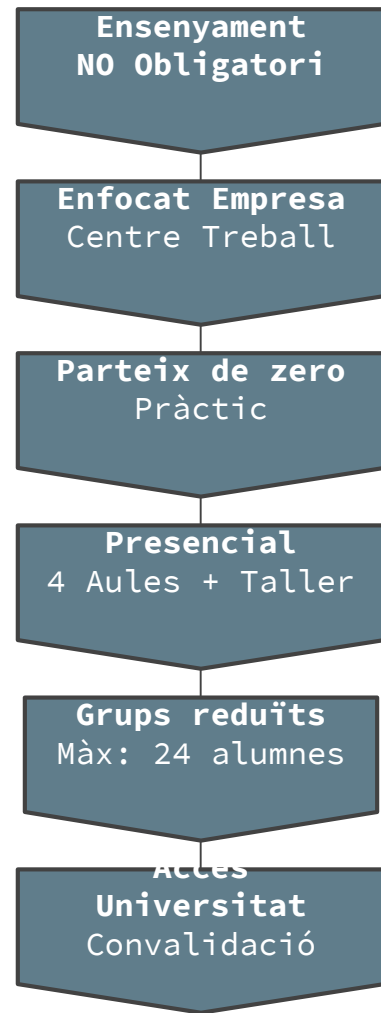 Ensenyament
NO Obligatori
Enfocat Empresa
Centre Treball
Parteix de zero
Pràctic
Presencial
4 Aules + Taller
Grups reduïts
Màx: 24 alumnes
Accés
Universitat
Convalidació